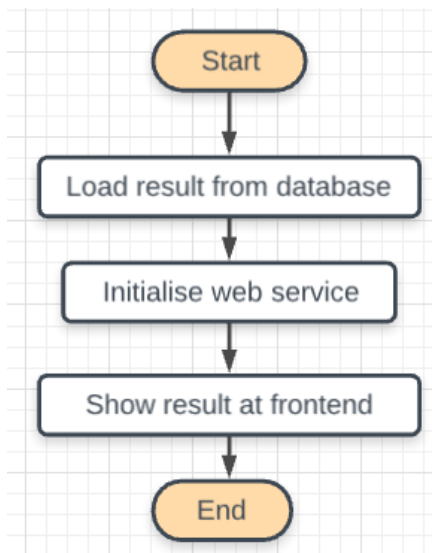 Start
Load result from database
Initialise web service
Show result at frontend
End